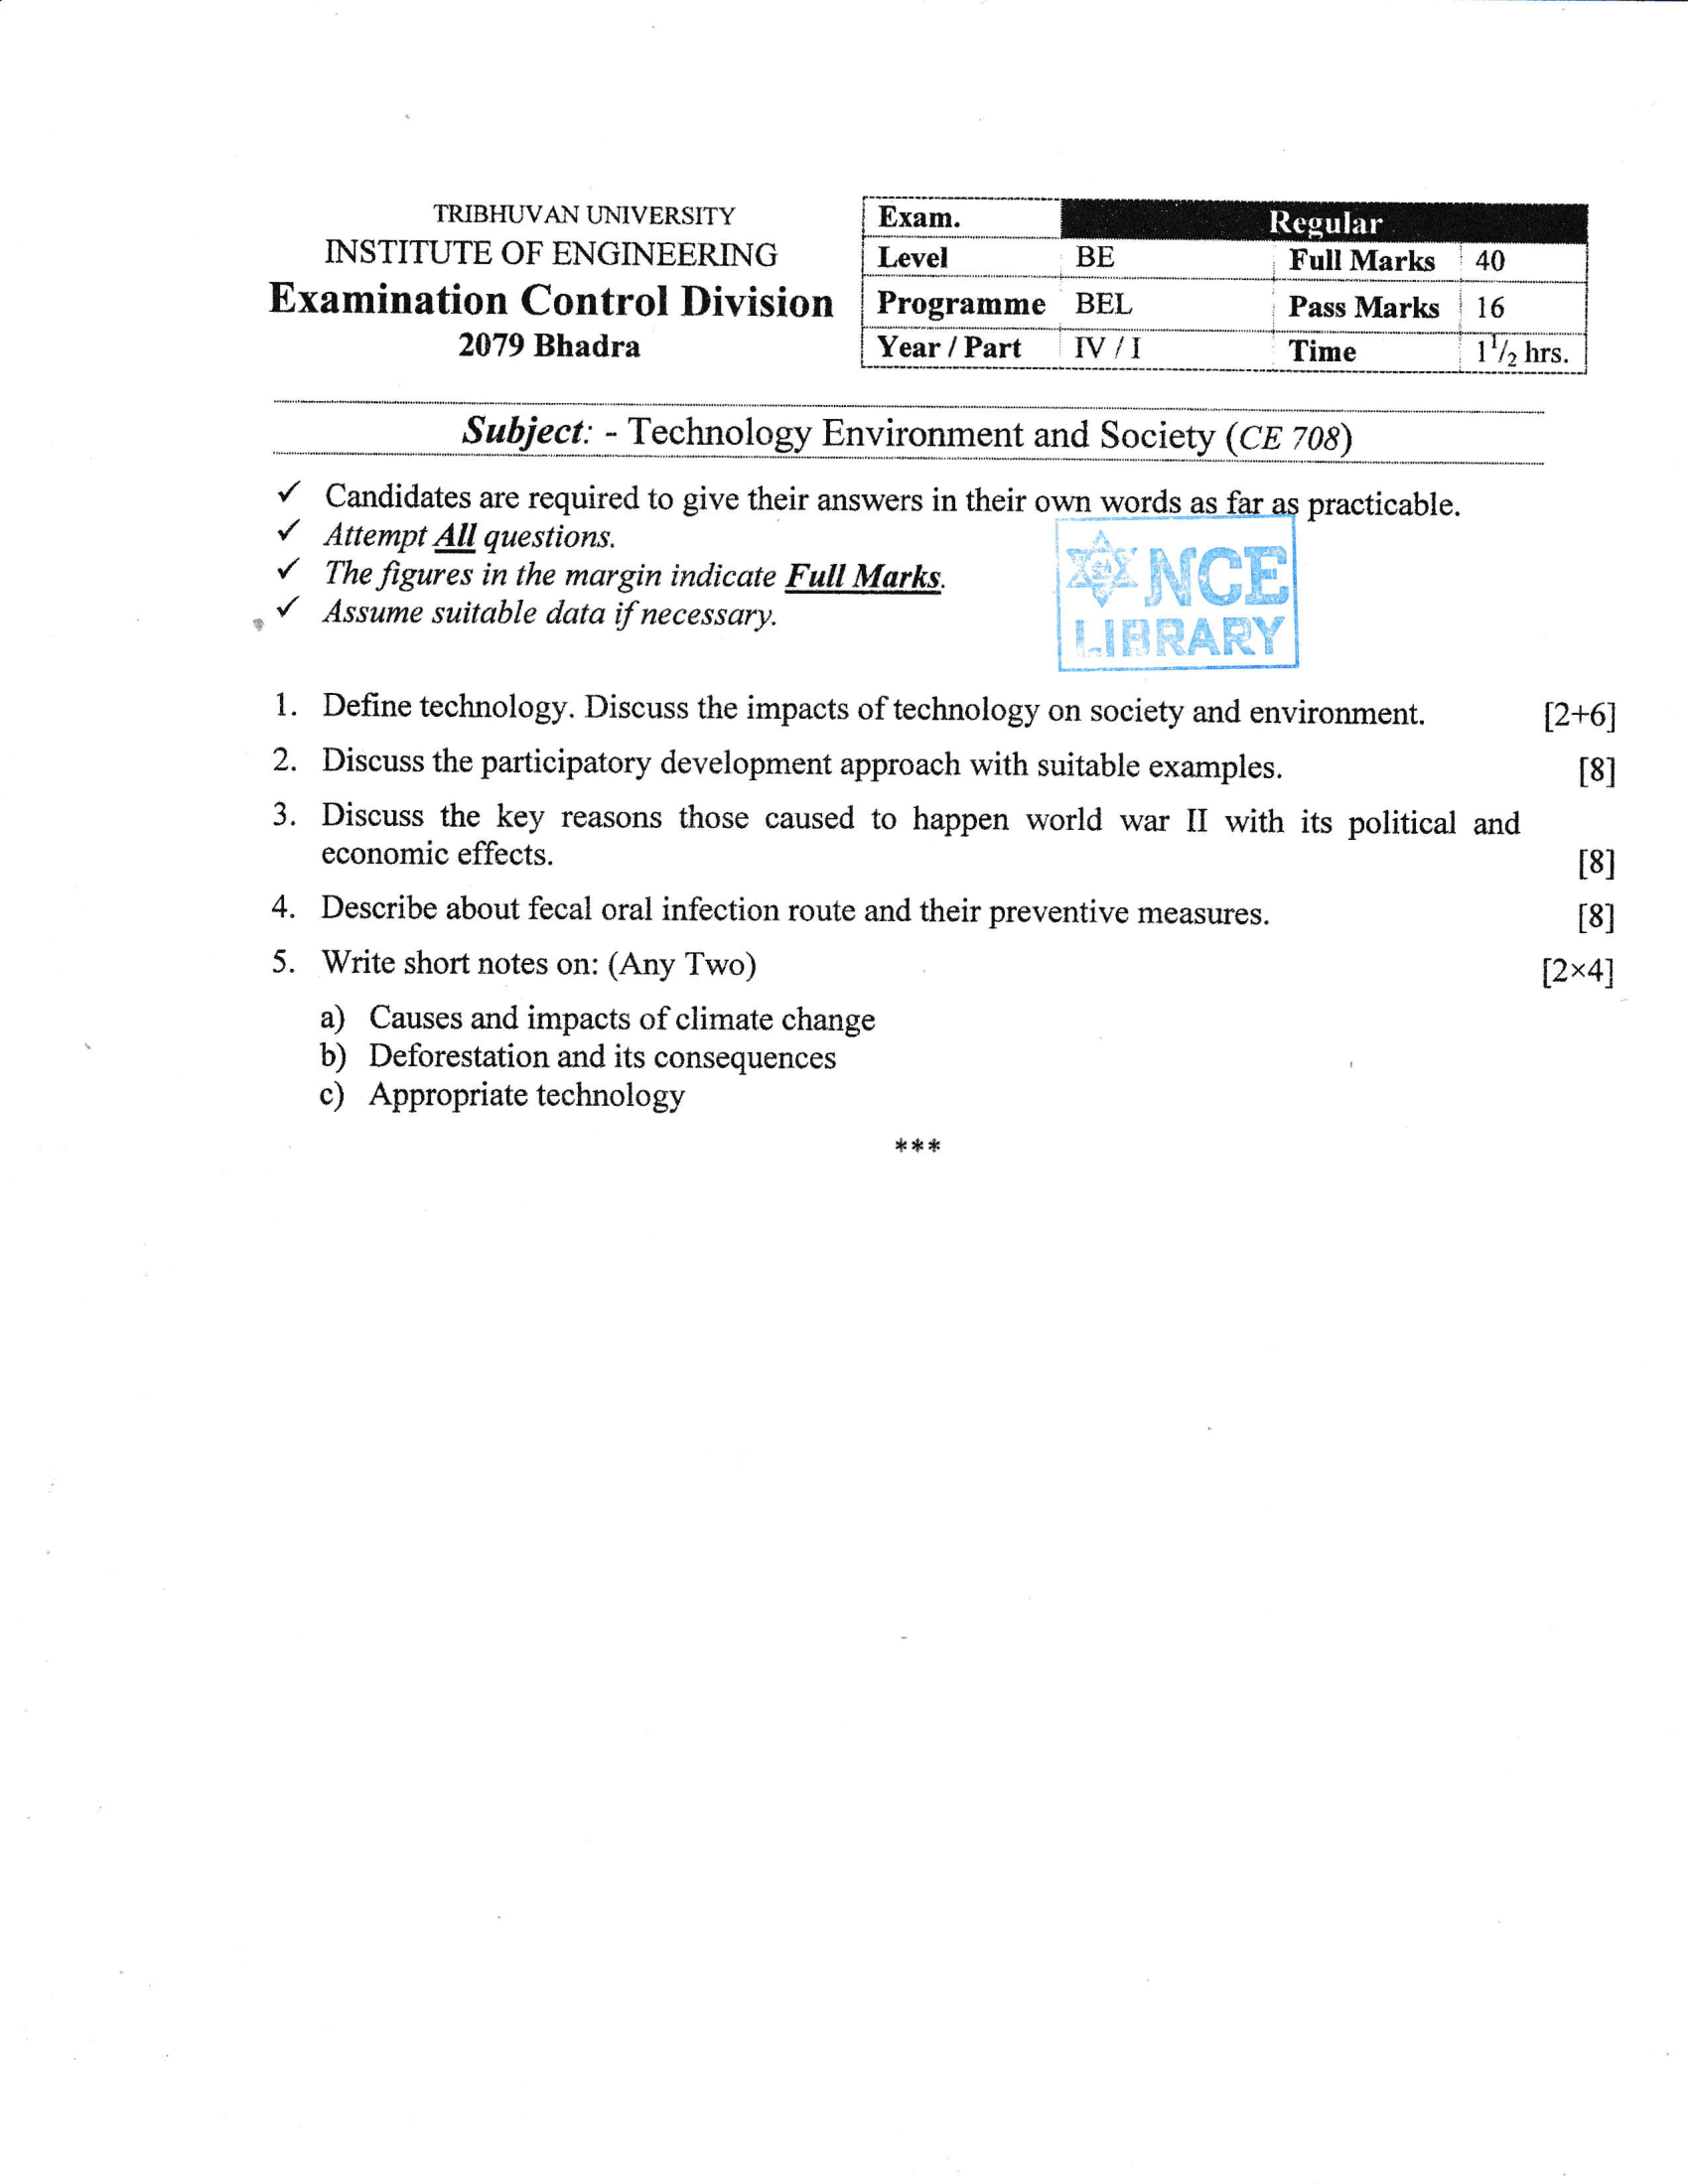 TRIBHUVAN UNIVERSITY
INSTITUTE OF ENGINEERING
Examination Control Division
2079 Bhadra
Exam. Regular
Level BE Full Marks 40
Programme BEL Pass Marks 16
Year / Part IV / I Time 1 1/2 hrs.
Subject: - Technology Environment and Society (CE 708)
✓ Candidates are required to give their answers in their own words as far as practicable.
✓ Attempt All questions.
✓ The figures in the margin indicate Full Marks.
✓ Assume suitable data if necessary.
NCE
LIBRARY
1. Define technology. Discuss the impacts of technology on society and environment. [2+6]
2. Discuss the participatory development approach with suitable examples. [8]
3. Discuss the key reasons those caused to happen world war II with its political and
economic effects. [8]
4. Describe about fecal oral infection route and their preventive measures. [8]
5. Write short notes on: (Any Two) [2×4]
a) Causes and impacts of climate change
b) Deforestation and its consequences
c) Appropriate technology
***